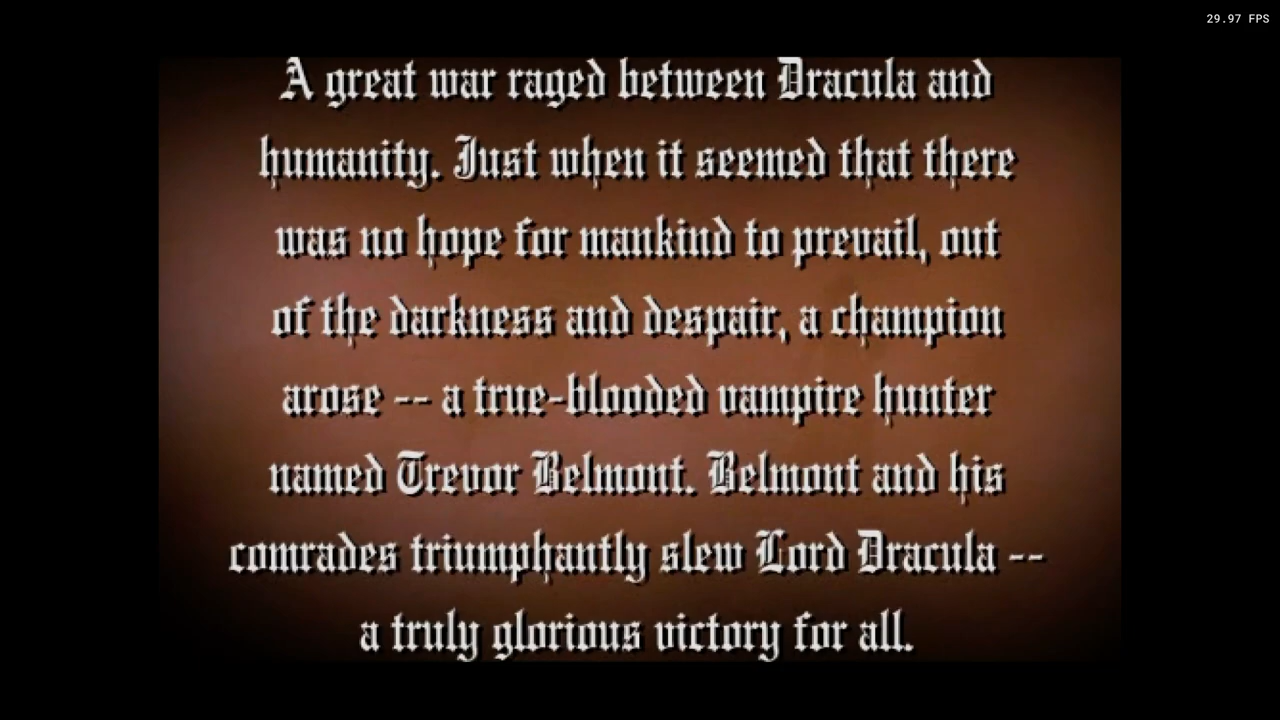 29.97 FPS
A great war raged between Dracula and
humanity. Just when it seemed that there
was no hope for mankind to prevail, out
of the darkness and despair, a champion
arose -- a true-blooded vampire hunter
named Trevor Belmont. Belmont and his
comrades triumphantly slew Lord Dracula --
a truly glorious victory for all.